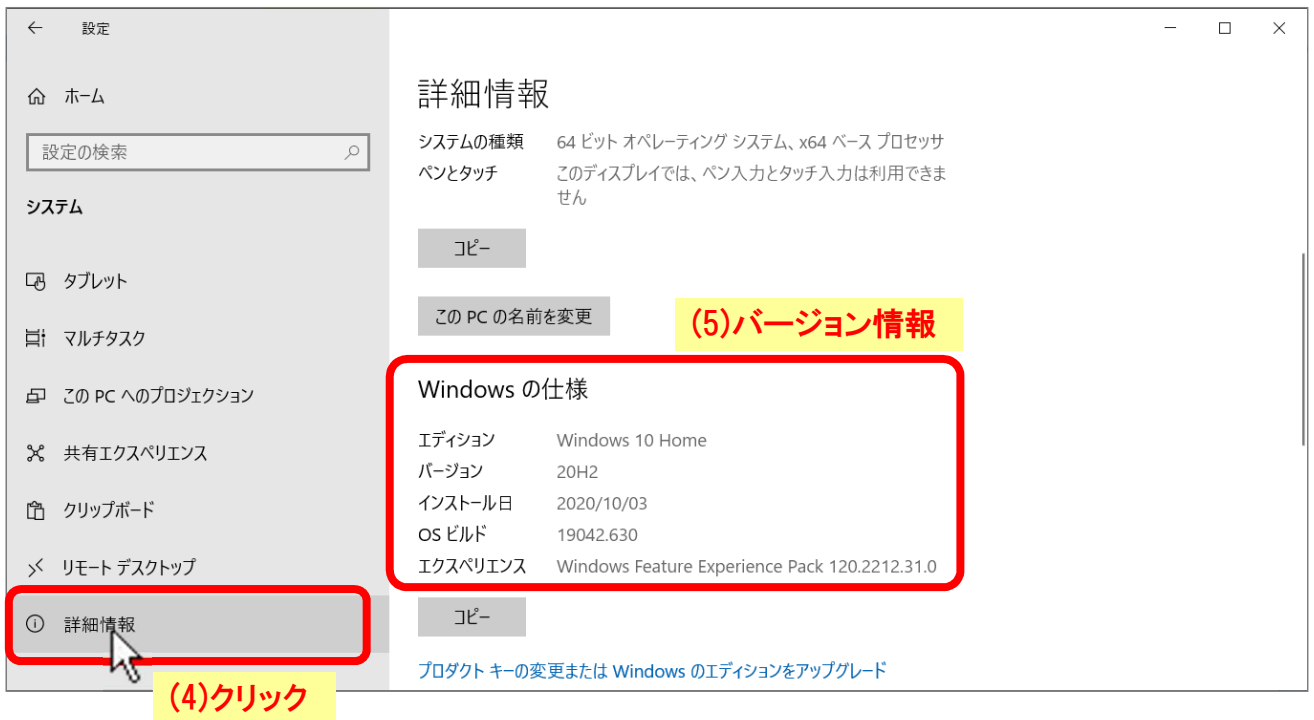 設定
ホーム
設定の検索
システム
タブレット
マルチタスク
この PC へのプロジェクション
共有エクスペリエンス
クリップボード
リモート デスクトップ
詳細情報
(4)クリック
詳細情報
システムの種類 64 ビット オペレーティング システム、x64 ベース プロセッサ
ペンとタッチ このディスプレイでは、ペン入力とタッチ入力は利用できま
せん
コピー
この PC の名前を変更
(5)バージョン情報
Windows の仕様
エディション Windows 10 Home
バージョン 20H2
インストール日 2020/10/03
OS ビルド 19042.630
エクスペリエンス Windows Feature Experience Pack 120.2212.31.0
コピー
プロダクト キーの変更または Windows のエディションをアップグレード